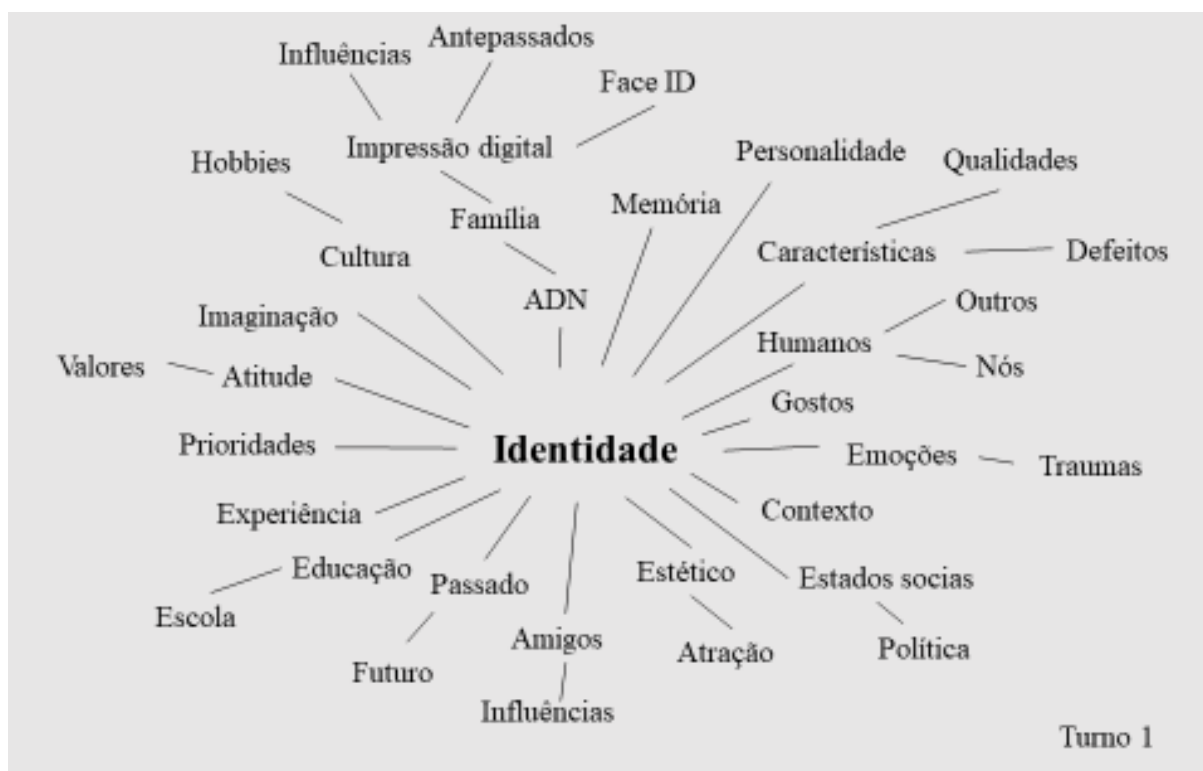 Antepassados
Influências
Face ID
Impressão digital
Personalidade
Qualidades
Hobbies
Memória
Família
Características
Defeitos
Cultura
ADN
Outros
Imaginação
Humanos
Valores
Atitude
Nós
Gostos
Prioridades
Identidade
Emoções
Traumas
Experiência
Contexto
Educação
Passado
Estético
Estados socias
Escola
Amigos
Atração
Política
Futuro
Influências
Turno 1